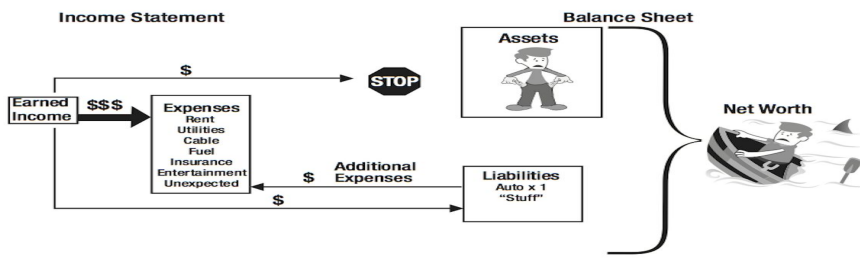 Income Statement
Balance Sheet
Assets
$
STOP
Earned
Income
$$$
Expenses
Rent
Utilities
Cable
Fuel
Insurance
Entertainment
Unexpected
$
Additional
Expenses
$
Liabilities
Auto x 1
"Stuff"
Net Worth